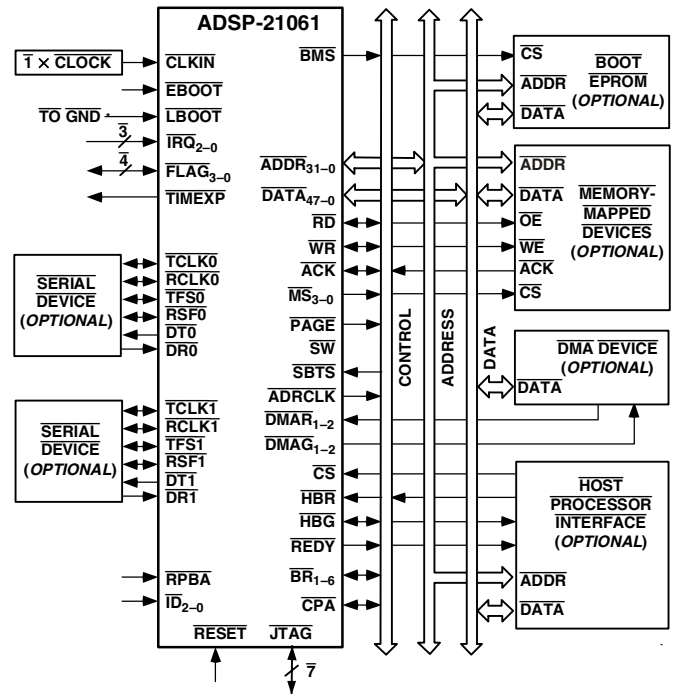 ADSP-21061
1 × CLOCK
CLKIN
EBOOT
TO GND
LBOOT
3
IRQ2-0
4
FLAG3-0
TIMEXP
SERIAL
DEVICE
(OPTIONAL)
TCLK0
RCLK0
TFS0
RSF0
DT0
DR0
SERIAL
DEVICE
(OPTIONAL)
TCLK1
RCLK1
TFS1
RSF1
DT1
DR1
RPBA
ID2-0
RESET
JTAG
7
BMS
ADDR31-0
DATA47-0
RD
WR
ACK
MS3-0
PAGE
SW
SBTS
ADRCLK
DMAR1-2
DMAG1-2
CS
HBR
HBG
REDY
BR1-6
CPA
CONTROL
ADDRESS
DATA
CS
ADDR
DATA
BOOT
EPROM
(OPTIONAL)
ADDR
DATA
OE
WE
ACK
CS
MEMORY-
MAPPED
DEVICES
(OPTIONAL)
DMA DEVICE
(OPTIONAL)
DATA
HOST
PROCESSOR
INTERFACE
(OPTIONAL)
ADDR
DATA